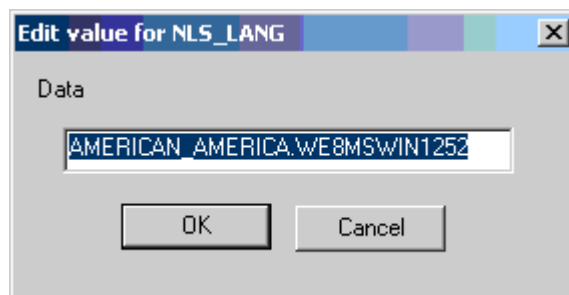 Edit value for NLS_LANG
Data
AMERICAN_AMERICA.WE8MSWIN1252
OK Cancel